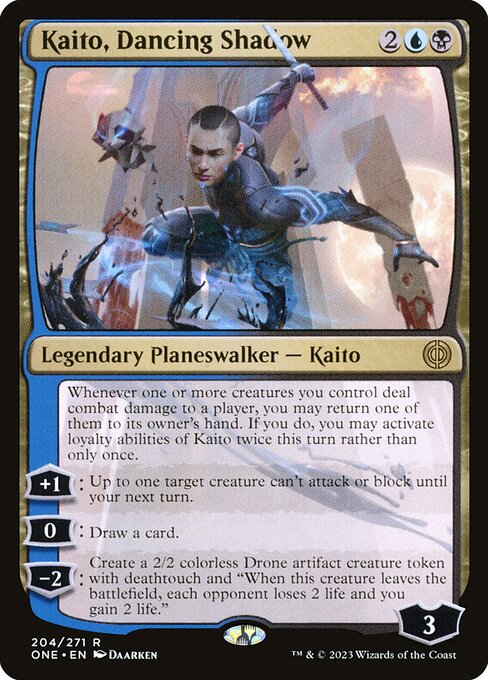 Kaito, Dancing Shadow 2
Legendary Planeswalker — Kaito
Whenever one or more creatures you control deal
combat damage to a player, you may return one of
them to its owner's hand. If you do, you may activate
loyalty abilities of Kaito twice this turn rather than
only once.
+1 : Up to one target creature can't attack or block until
your next turn.
0 : Draw a card.
-2 : Create a 2/2 colorless Drone artifact creature token
with deathtouch and “When this creature leaves the
battlefield, each opponent loses 2 life and you
gain 2 life.”
3
204/271 R
ONE • EN DAARKEN
™ & © 2023 Wizards of the Coast